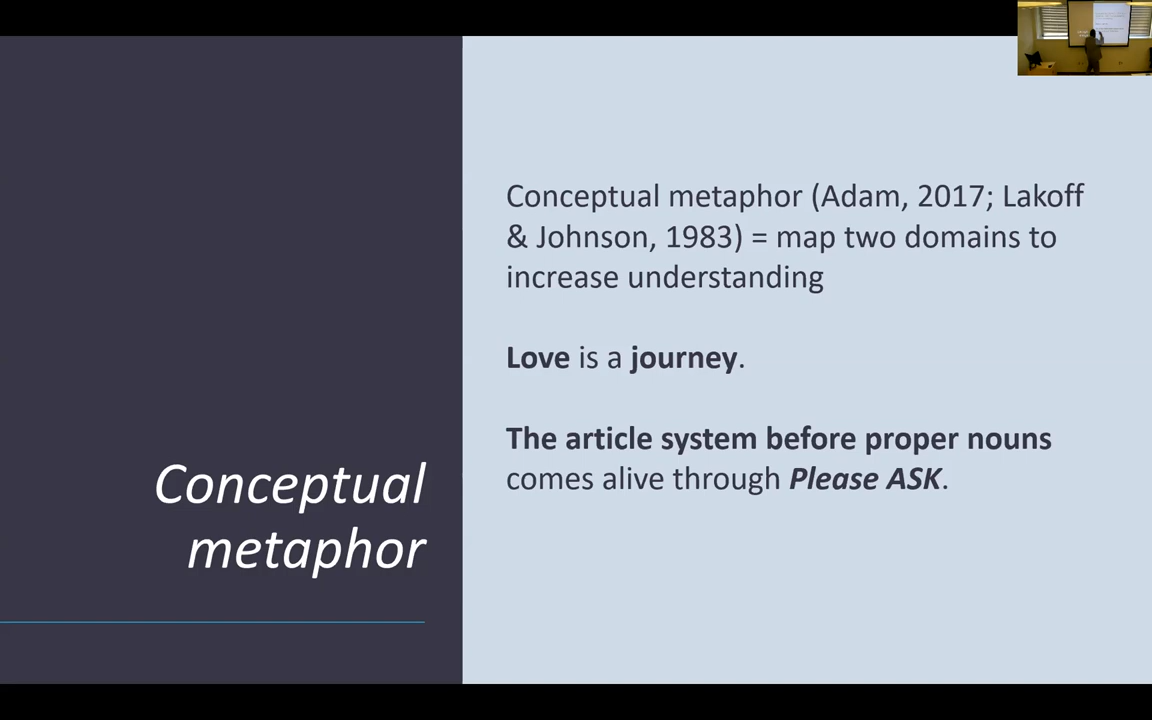 Conceptual metaphor (Adam, 2017; Lakoff
& Johnson, 1983) = map two domains to
increase understanding
Love is a journey.
The article system before proper nouns
comes alive through Please ASK.
Conceptual
metaphor